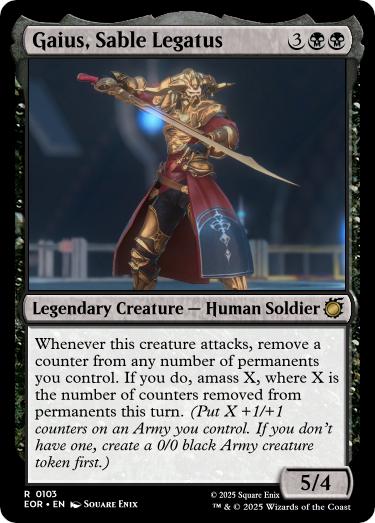 Gaius, Sable Legatus 3
Legendary Creature — Human Soldier
Whenever this creature attacks, remove a
counter from any number of permanents
you control. If you do, amass X, where X is
the number of counters removed from
permanents this turn. (Put X +1/+1
counters on an Army you control. If you don't
have one, create a 0/0 black Army creature
token first.)
5/4
R 0103
EOR • EN SQUARE ENIX
© 2025 Square Enix
™ & © 2025 Wizards of the Coast